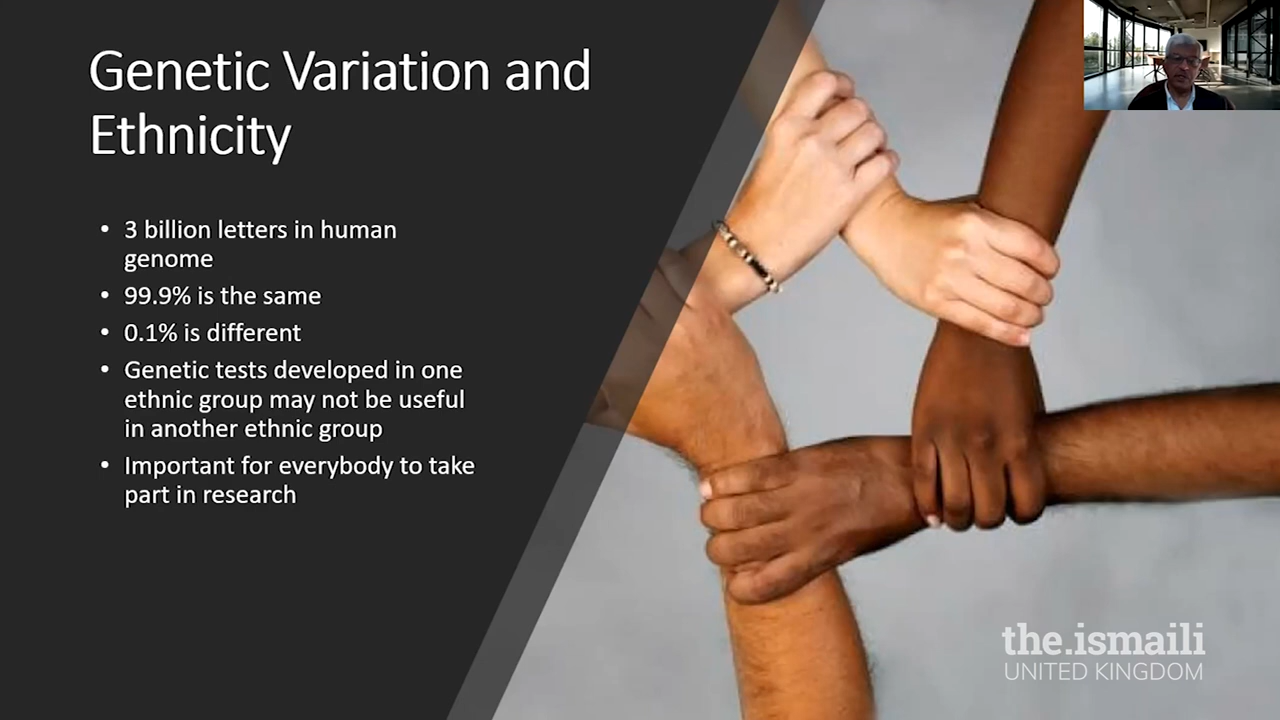 Genetic Variation and
Ethnicity
• 3 billion letters in human
genome
• 99.9% is the same
• 0.1% is different
• Genetic tests developed in one
ethnic group may not be useful
in another ethnic group
• Important for everybody to take
part in research
the.ismaili
UNITED KINGDOM